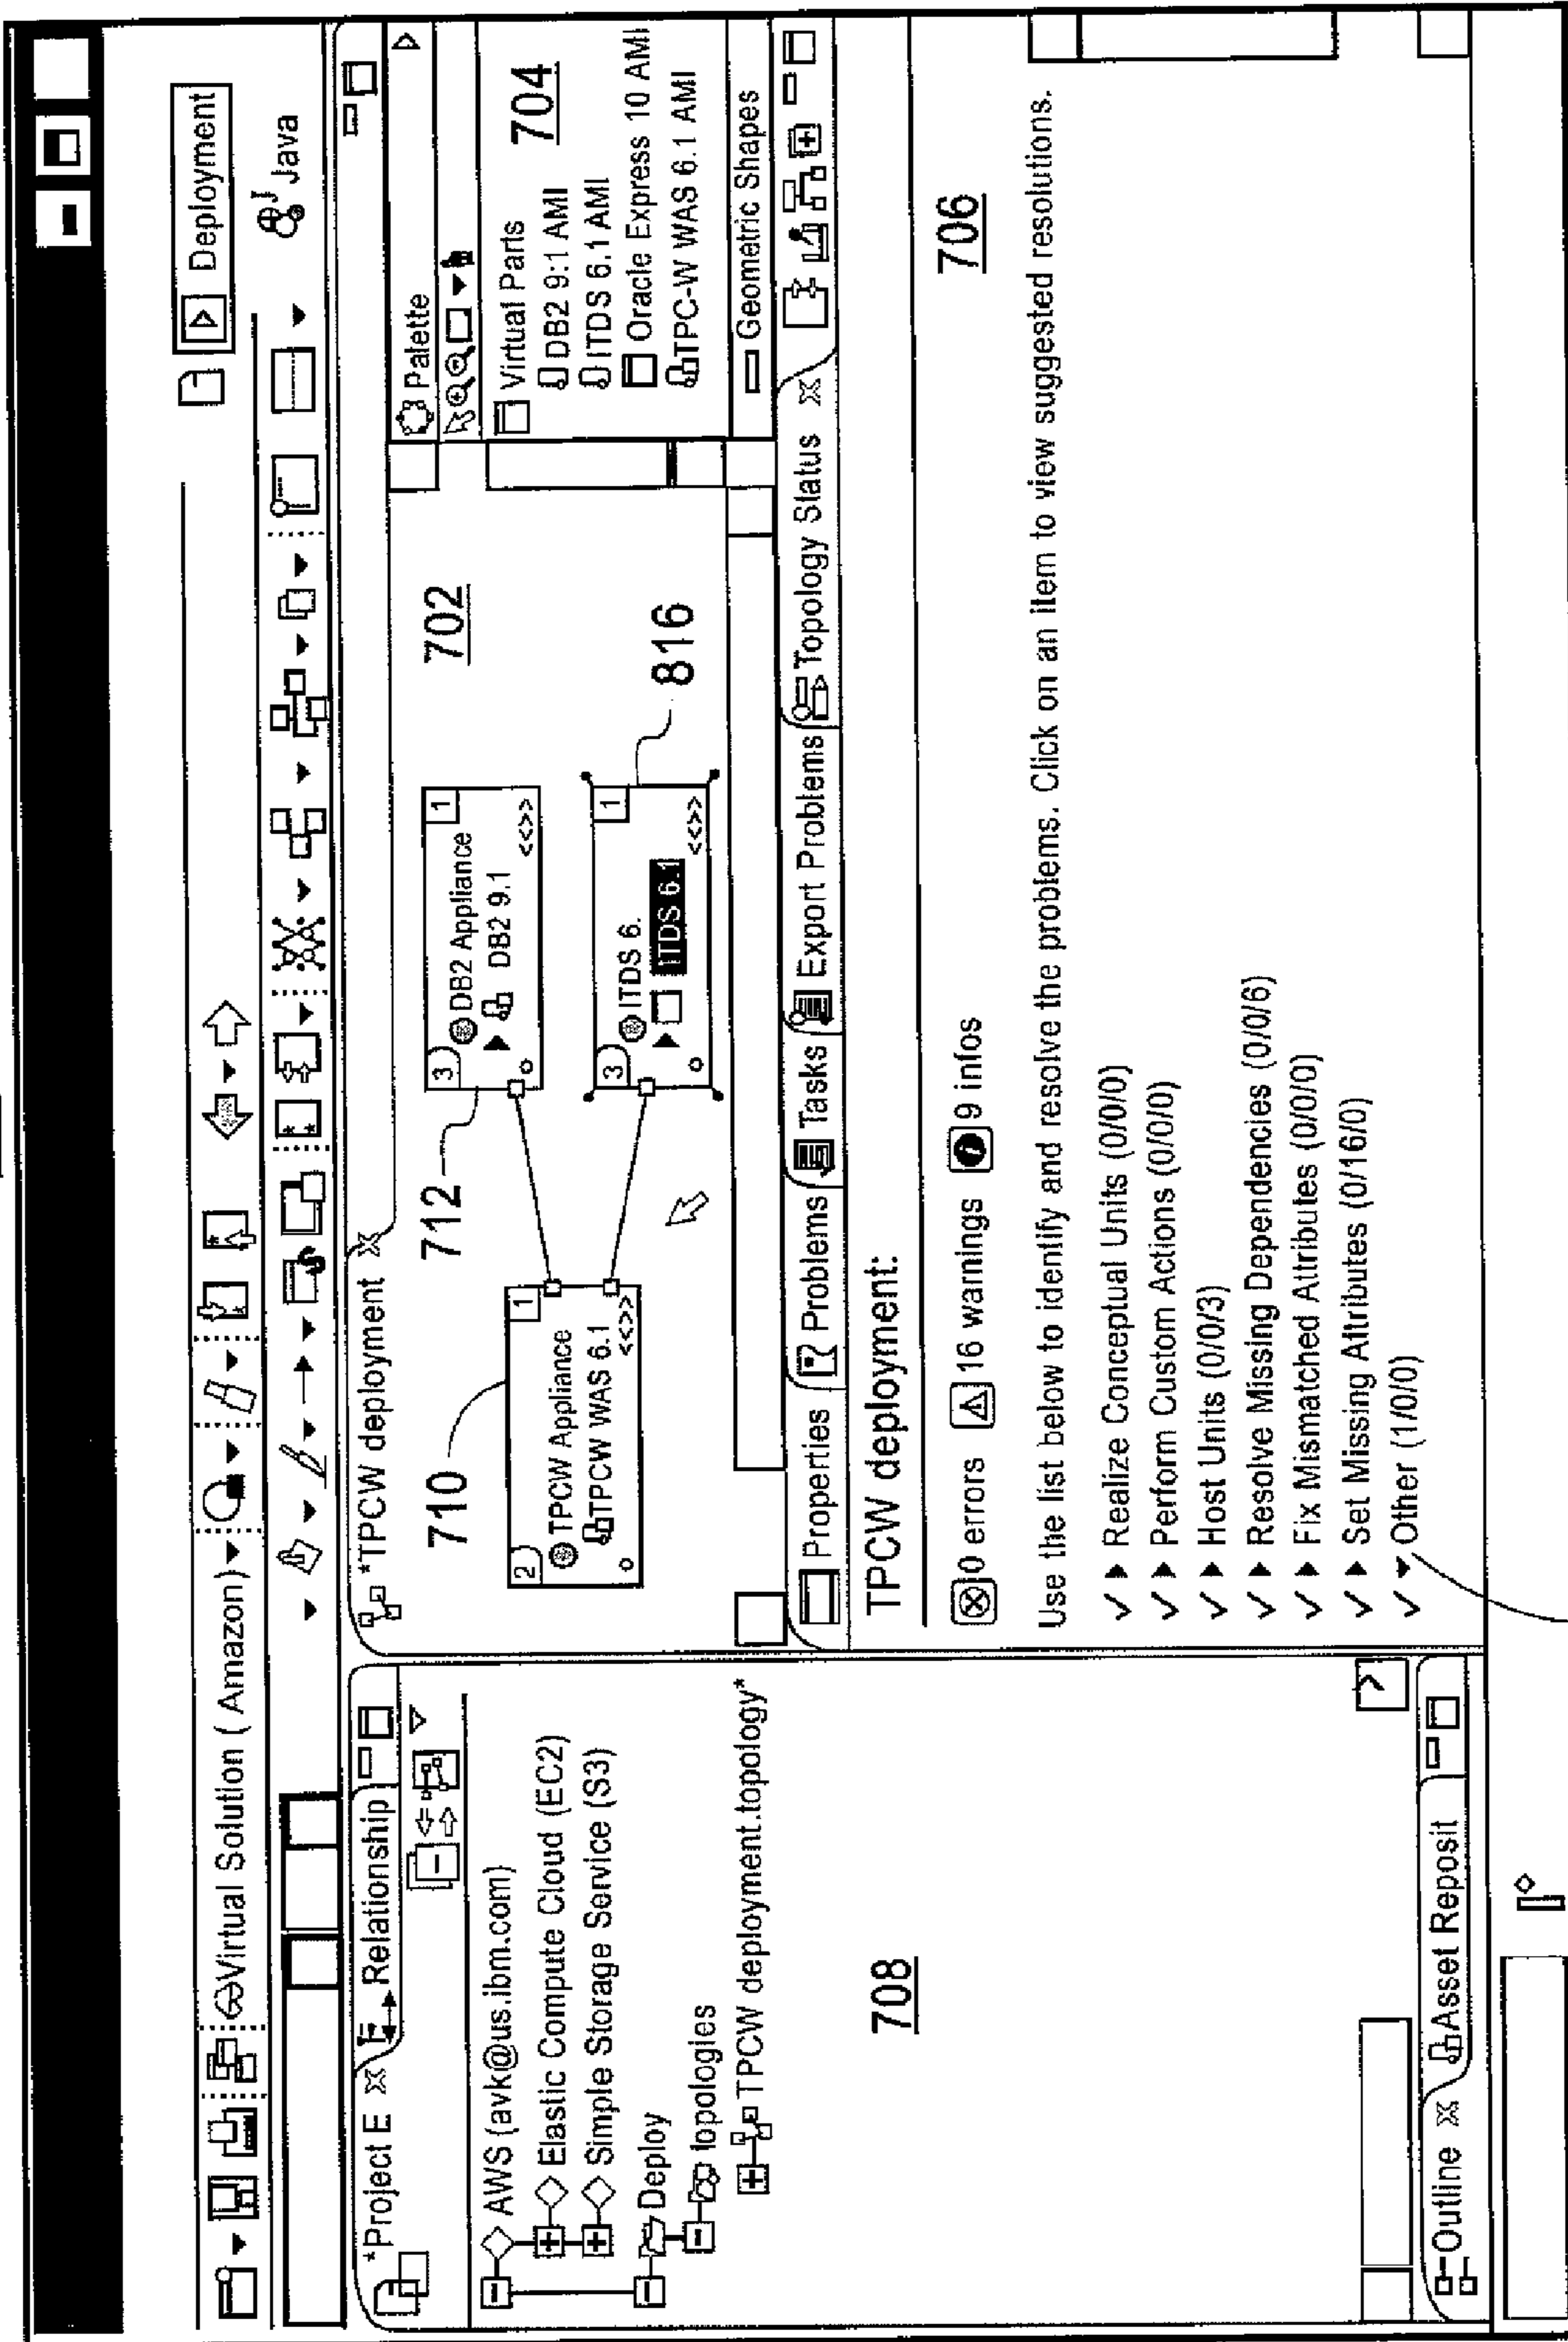 Virtual Solution ( Amazon)
Deployment
Java
*Project E
Relationship
AWS (avk@us.ibm.com)
Elastic Compute Cloud (EC2)
Simple Storage Service (S3)
Deploy
topologies
TPCW deployment.topology*
708
Outline
Asset Reposit
*TPCW deployment
710
2
1
TPCW Appliance
TPCW WAS 6.1
<<>>
712
3
1
DB2 Appliance
DB2 9.1
<<>>
702
3
1
ITDS 6.
ITDS 6.1
<<>>
816
Palette
Virtual Parts
704
DB2 9:1 AMI
ITDS 6.1 AMI
Oracle Express 10 AMI
TPC-W WAS 6.1 AMI
Geometric Shapes
Properties
Problems
Tasks
Export Problems
Topology Status
TPCW deployment:
0 errors
16 warnings
9 infos
706
Use the list below to identify and resolve the problems. Click on an item to view suggested resolutions.
Realize Conceptual Units (0/0/0)
Perform Custom Actions (0/0/0)
Host Units (0/0/3)
Resolve Missing Dependencies (0/0/6)
Fix Mismatched Attributes (0/0/0)
Set Missing Attributes (0/16/0)
Other (1/0/0)